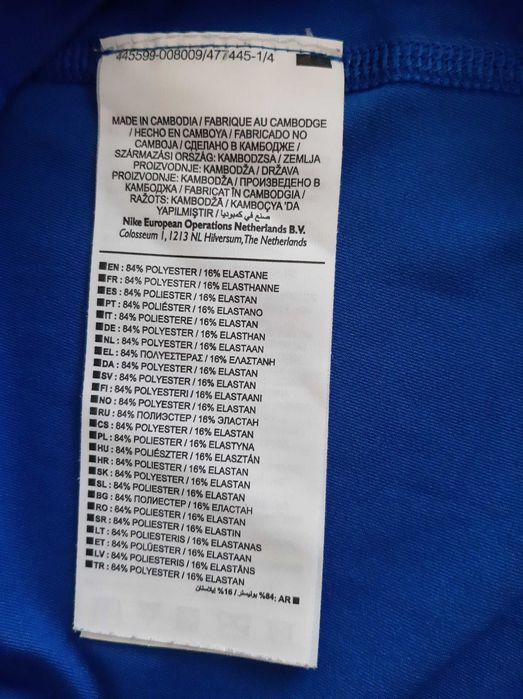 445599-008009/477445-1/4
MADE IN CAMBODIA / FABRIQUE AU CAMBODGE
/ HECHO EN CAMBOYA / FABRICADO NO
CAMBOJA / СДЕЛАНО В КАМБОДЖЕ /
SZÁRMAZÁSI ORSZÁG: KAMBODZSA / ZEMLJA
PROIZVODNJE: KAMBODŽA / DRŽAVA
PROIZVODNJE: KAMBODŽA / ПРОИЗВЕДЕНО В
КАМБОДЖА / FABRICAT ÎN CAMBODGIA /
RAŽOTS: KAMBODŽĀ / KAMBOÇYA 'DA
YAPILMIŞTIR / صنع في كمبوديا
Nike European Operations Netherlands B.V.
Colosseum 1, 1213 NL Hilversum, The Netherlands
EN : 84% POLYESTER / 16% ELASTANE
FR : 84% POLYESTER / 16% ELASTHANNE
ES : 84% POLIESTER / 16% ELASTAN
PT : 84% POLIÉSTER / 16% ELASTANO
IT : 84% POLIESTERE / 16% ELASTAN
DE : 84% POLYESTER / 16% ELASTHAN
NL : 84% POLYESTER / 16% ELASTAAN
EL : 84% ΠΟΛΥΕΣΤΕΡΑΣ / 16% ΕΛΑΣΤΑΝΗ
DA : 84% POLYESTER / 16% ELASTAN
SV : 84% POLYESTER / 16% ELASTAN
FI : 84% POLYESTERI / 16% ELASTAANI
NO : 84% POLYESTER / 16% ELASTAN
RU : 84% ПОЛИЭСТЕР / 16% ЭЛАСТАН
CS : 84% POLYESTER / 16% ELASTAN
PL : 84% POLIESTER / 16% ELASTYNA
HU : 84% POLIÉSZTER / 16% ELASZTÁN
HR : 84% POLIESTER / 16% ELASTAN
SK : 84% POLYESTER / 16% ELASTAN
SL : 84% POLIESTER / 16% ELASTAN
BG : 84% ПОЛИЕСТЕР / 16% ЕЛАСТАН
RO : 84% POLIESTER / 16% ELASTAN
SR : 84% POLIESTER / 16% ELASTIN
LT : 84% POLIESTERIS / 16% ELASTANAS
ET : 84% POLÜESTER / 16% ELASTAAN
LV : 84% POLIESTERIS / 16% ELASTĀNS
TR : 84% POLYESTER / 16% ELASTAN
AR : 84% بوليستر / 16% إيلاستان